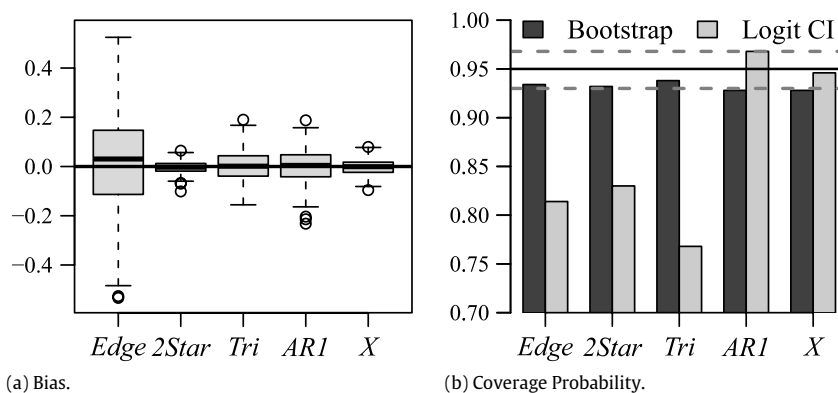 0.4
0.2
0.0
−0.2
−0.4
Edge 2Star Tri AR1 X
(a) Bias.
1.00
0.95
0.90
0.85
0.80
0.75
0.70
Bootstrap Logit CI
Edge 2Star Tri AR1 X
(b) Coverage Probability.